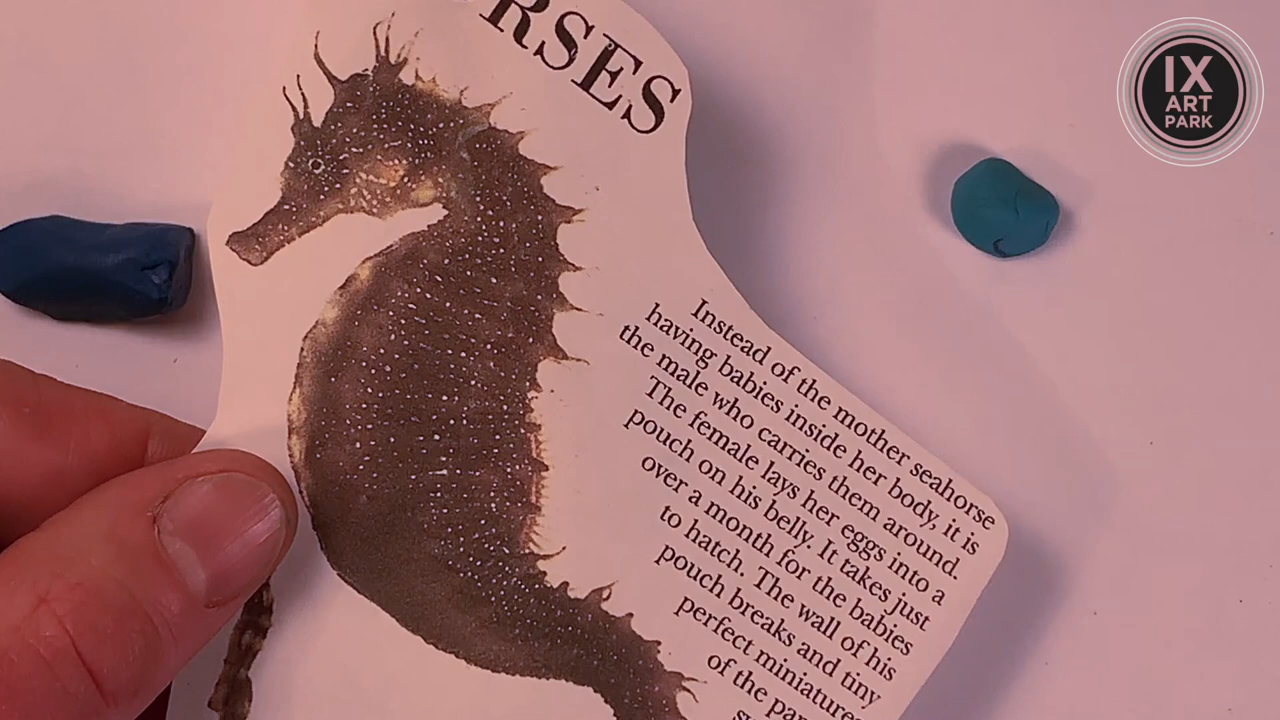 RSES
IX
ART
PARK
Instead of the mother seahorse
having babies inside her body, it is
the male who carries them around.
The female lays her eggs into a
pouch on his belly. It takes just
over a month for the babies
to hatch. The wall of his
pouch breaks and tiny
perfect miniatures
of the